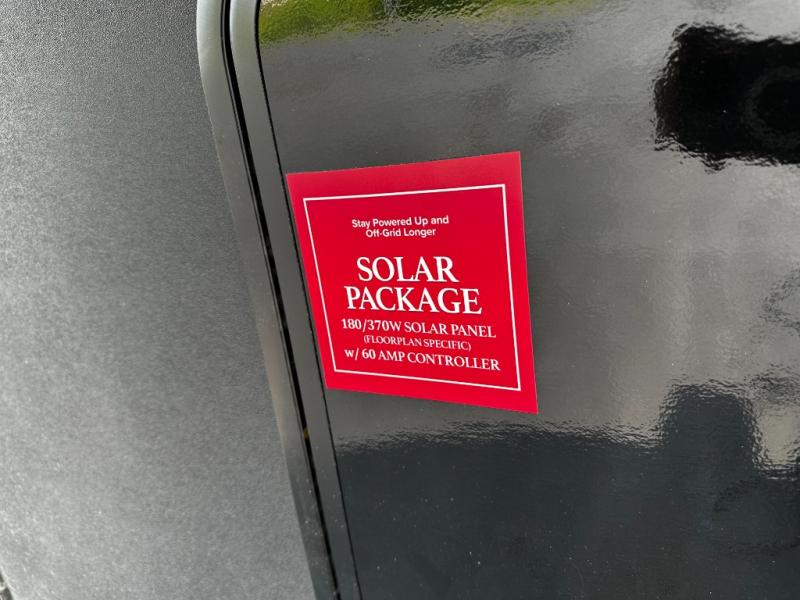 Stay Powered Up and
Off-Grid Longer
SOLAR
PACKAGE
180/370W SOLAR PANEL
(FLOORPLAN SPECIFIC)
w/ 60 AMP CONTROLLER